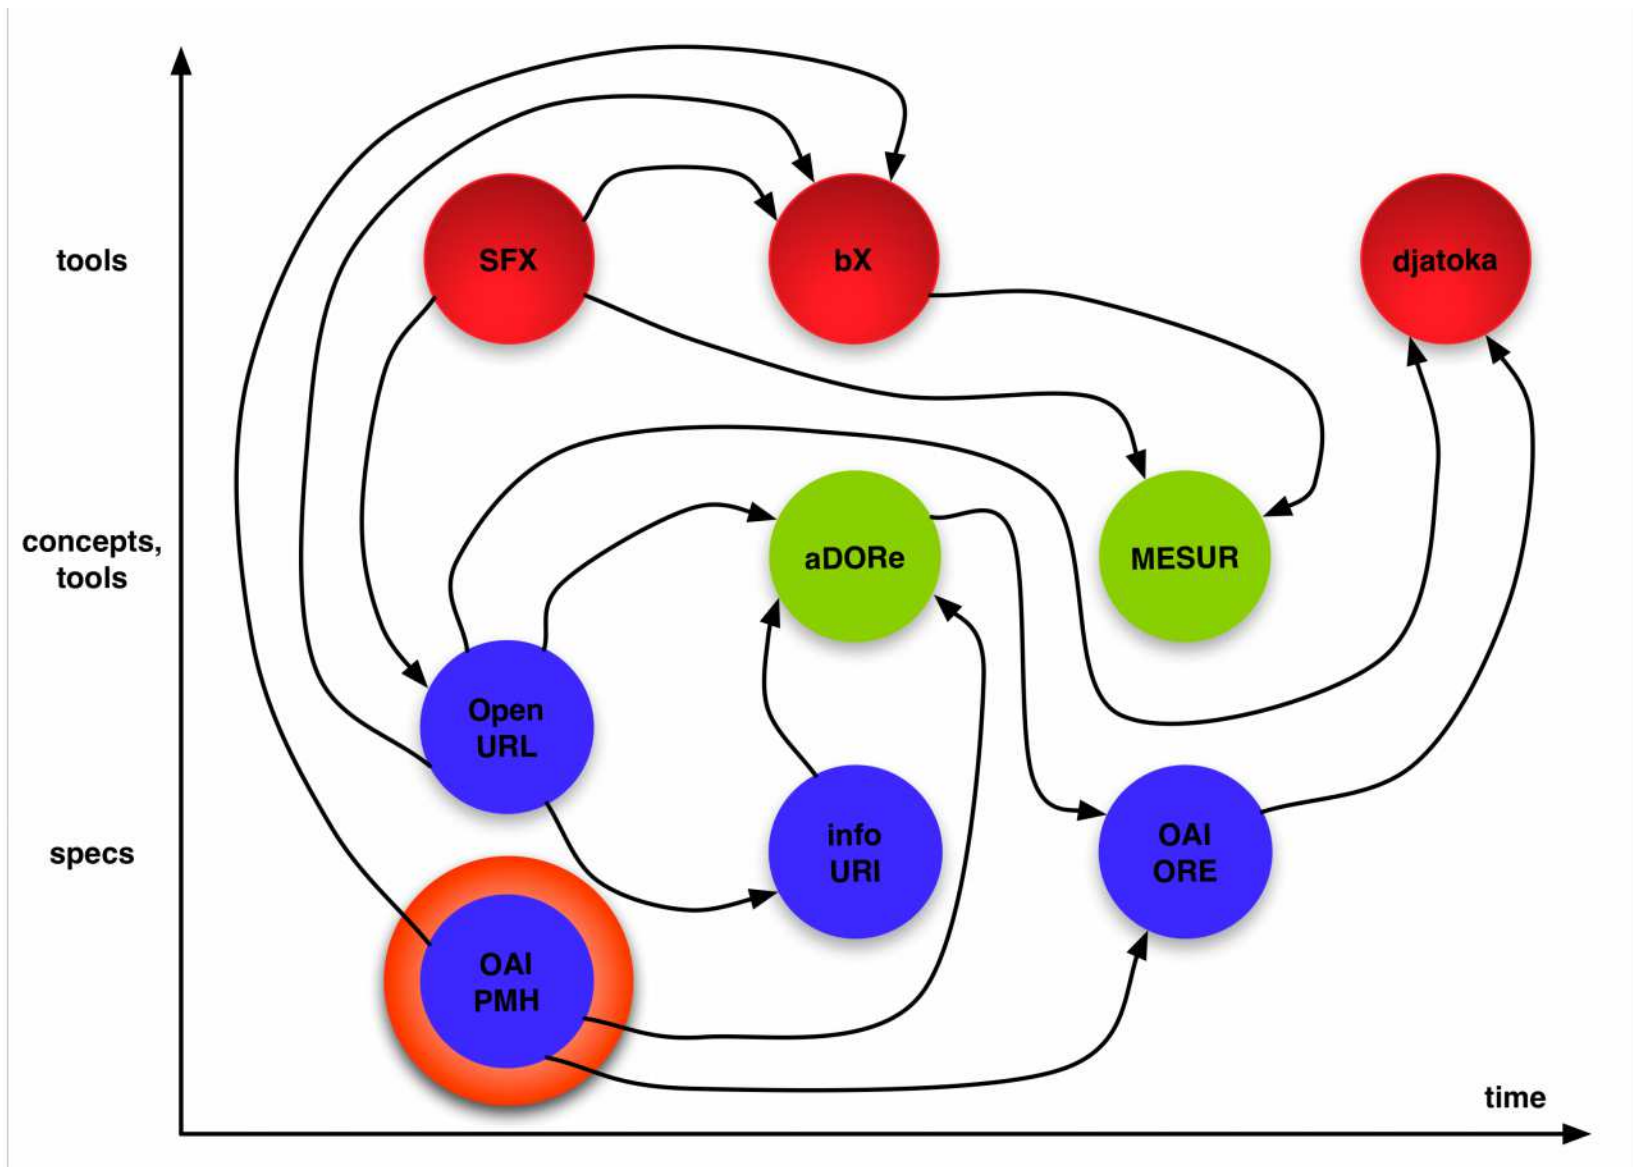 tools
SFX
bX
djatoka
concepts,
tools
aDORe
MESUR
Open
URL
specs
info
URI
OAI
ORE
OAI
PMH
time